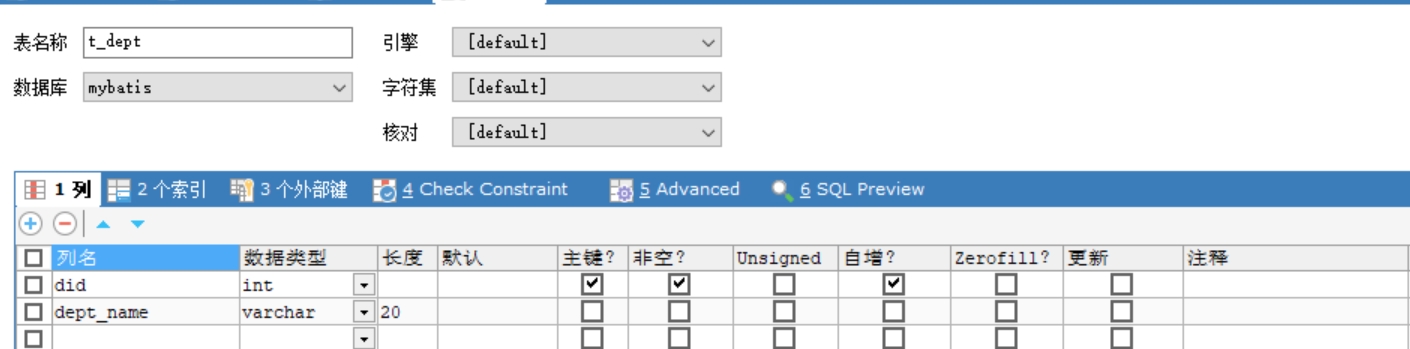 表名称 t_dept 引擎 [default]
数据库 mybatis 字符集 [default]
核对 [default]
1 列 2 个索引 3 个外部键 4 Check Constraint 5 Advanced 6 SQL Preview
列名 数据类型 长度 默认 主键? 非空? Unsigned 自增? Zerofill? 更新 注释
did int
dept_name varchar 20